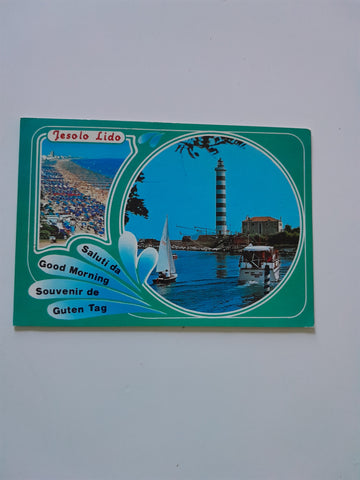 Jesolo Lido
Saluti da
Good Morning
Souvenir de
Guten Tag